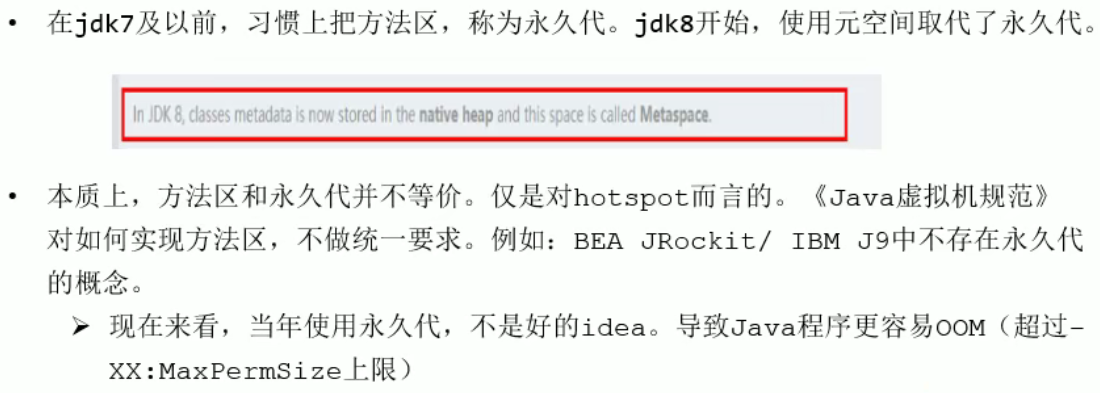 • 在jdk7及以前，习惯上把方法区，称为永久代。jdk8开始，使用元空间取代了永久代。
In JDK 8, classes metadata is now stored in the native heap and this space is called Metaspace.
• 本质上，方法区和永久代并不等价。仅是对hotspot而言的。《Java虚拟机规范》
对如何实现方法区，不做统一要求。例如：BEA JRockit/ IBM J9中不存在永久代
的概念。
➢ 现在来看，当年使用永久代，不是好的idea。导致Java程序更容易OOM（超过-
XX:MaxPermSize上限）